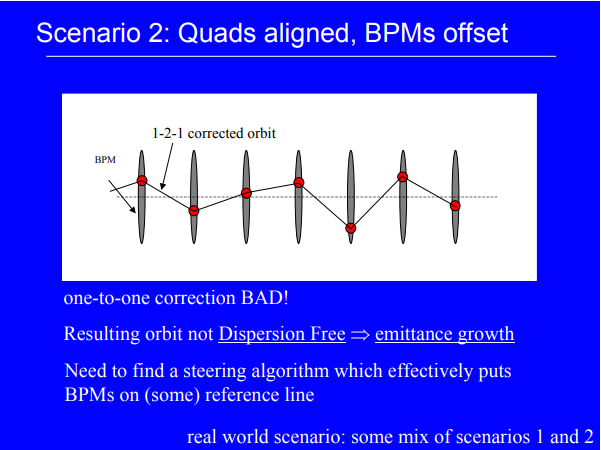 Scenario 2: Quads aligned, BPMs offset
1-2-1 corrected orbit
BPM
one-to-one correction BAD!
Resulting orbit not Dispersion Free ⇒ emittance growth
Need to find a steering algorithm which effectively puts
BPMs on (some) reference line
real world scenario: some mix of scenarios 1 and 2